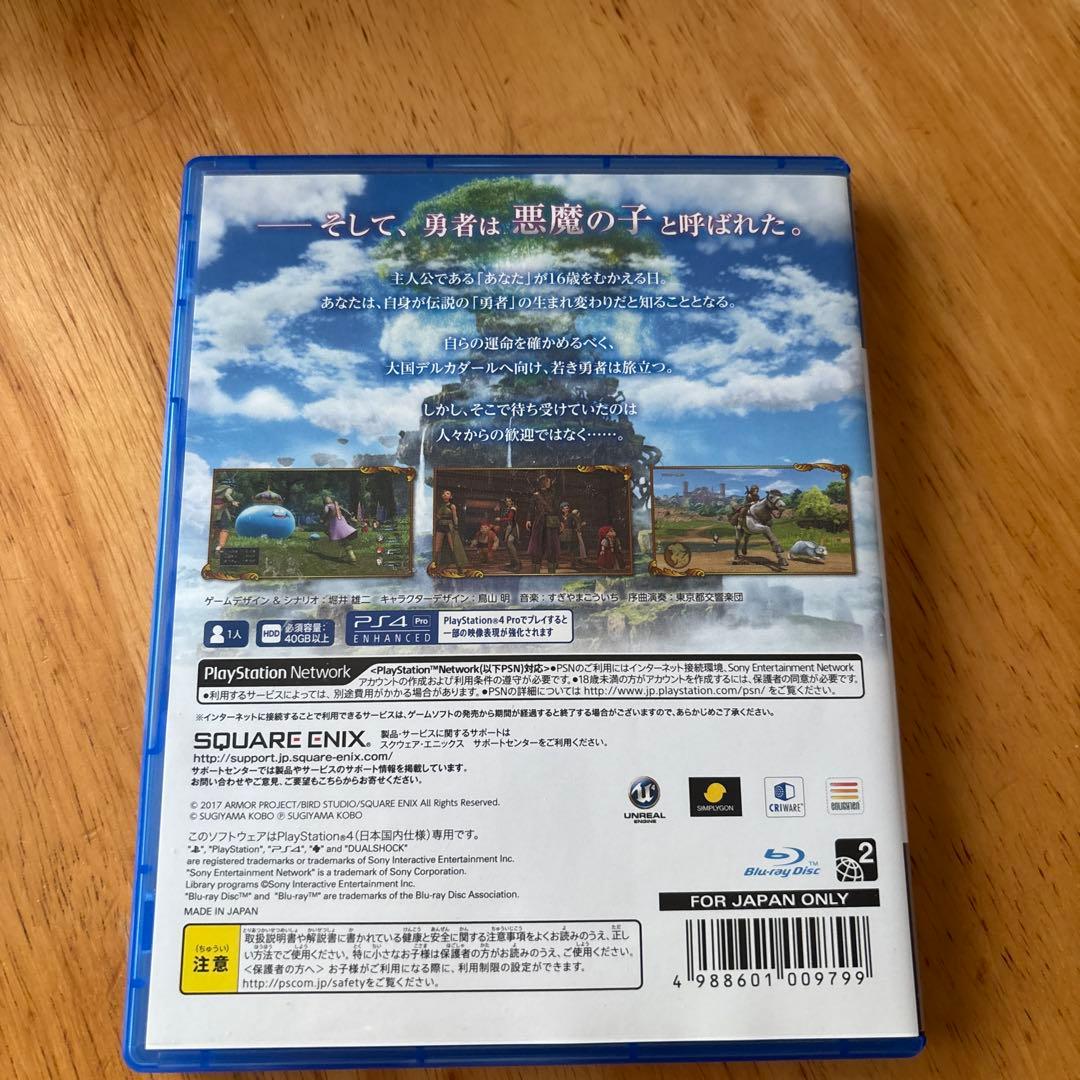 ――そして、勇者は悪魔の子と呼ばれた。
主人公である「あなた」が16歳をむかえる日。
あなたは、自身が伝説の「勇者」の生まれ変わりだと知ることとなる。
自らの運命を確かめるべく、
大国デルカダールへ向け、若き勇者は旅立つ。
しかし、そこで待ち受けていたのは
人々からの歓迎ではなく……。
ゲームデザイン & シナリオ：堀井 雄二　キャラクターデザイン：鳥山 明　音楽：すぎやまこういち　序曲演奏：東京都交響楽団
1人
HDD 必須容量：
40GB以上
PS4 Pro
ENHANCED
PlayStation®4 Proでプレイすると
一部の映像表現が強化されます
PlayStation Network
<PlayStation™Network(以下PSN)対応>●PSNのご利用にはインターネット接続環境、Sony Entertainment Network
アカウントの作成および利用条件の遵守が必要です。●18歳未満の方がアカウントを作成するには、保護者の同意が必要です。
●利用するサービスによっては、別途費用がかかる場合があります。●PSNの詳細については http://www.jp.playstation.com/psn/ をご覧ください。
※インターネットに接続することで利用できるサービスは、ゲームソフトの発売から期間が経過すると終了する場合がございますので、あらかじめご了承ください。
SQUARE ENIX®
製品・サービスに関するサポートは
スクウェア・エニックス　サポートセンターをご利用ください。
http://support.jp.square-enix.com/
サポートセンターでは製品やサービスのサポート情報を掲載しています。
お問い合わせやご意見、ご要望もこちらからお寄せください。
UNREAL
ENGINE
SIMPLYGON
CRIWARE
ENLIGHTEN
© 2017 ARMOR PROJECT/BIRD STUDIO/SQUARE ENIX All Rights Reserved.
© SUGIYAMA KOBO ℗ SUGIYAMA KOBO
このソフトウェアはPlayStation®4(日本国内仕様)専用です。
"PS", "PlayStation", "PS4", "✚" and "DUALSHOCK"
are registered trademarks or trademarks of Sony Interactive Entertainment Inc.
"Sony Entertainment Network" is a trademark of Sony Corporation.
Library programs ©Sony Interactive Entertainment Inc.
"Blu-ray Disc™" and "Blu-ray™" are trademarks of the Blu-ray Disc Association.
MADE IN JAPAN
Blu-ray Disc™
2
FOR JAPAN ONLY
(ちゅうい)
注意
取扱説明書や解説書に書かれている健康と安全に関する注意事項をよくお読みのうえ、正し
い方法でご使用ください。特に小さなお子様は保護者の方がお読みのうえ、ご使用ください。
<保護者の方へ> お子様がご利用になる際に、利用制限の設定ができます。
http://pscom.jp/safetyをご覧ください。
4 988601 009799